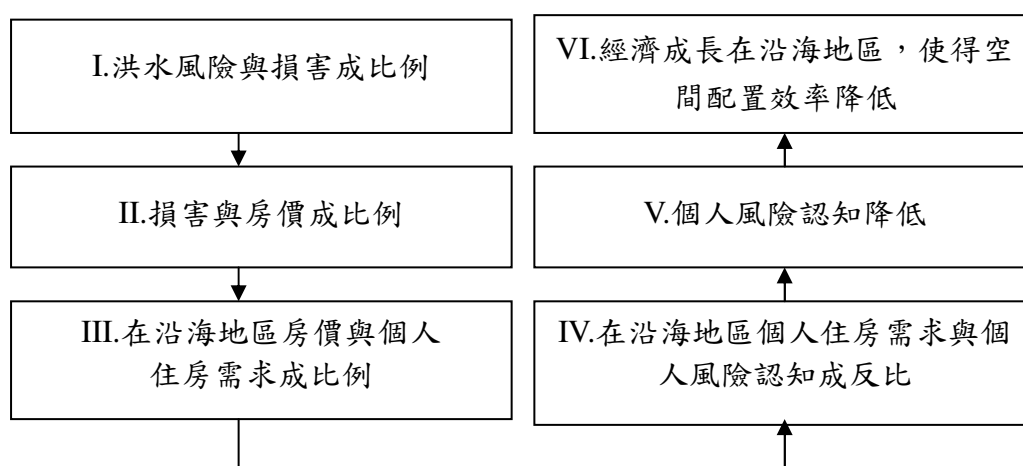 I.洪水風險與損害成比例
II.損害與房價成比例
III.在沿海地區房價與個人
住房需求成比例
IV.在沿海地區個人住房需求與個
人風險認知成反比
V.個人風險認知降低
VI.經濟成長在沿海地區，使得空
間配置效率降低